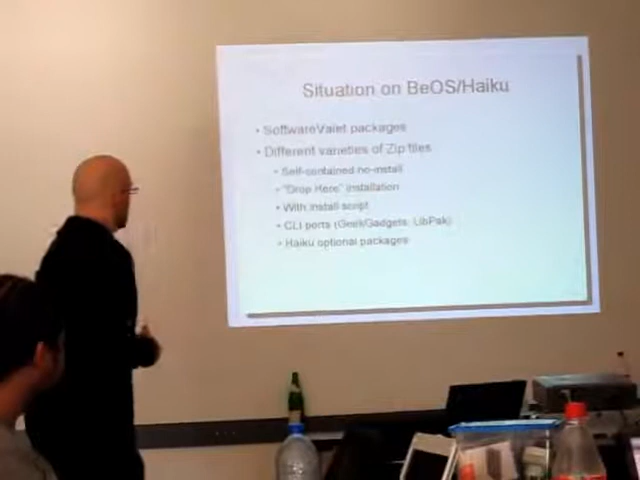 Situation on BeOS/Haiku
• SoftwareValet packages
• Different varieties of Zip files
• Self-contained no-install
• "Drop Here" installation
• With install script
• CLI ports (GeekGadgets, LibPak)
• Haiku optional packages